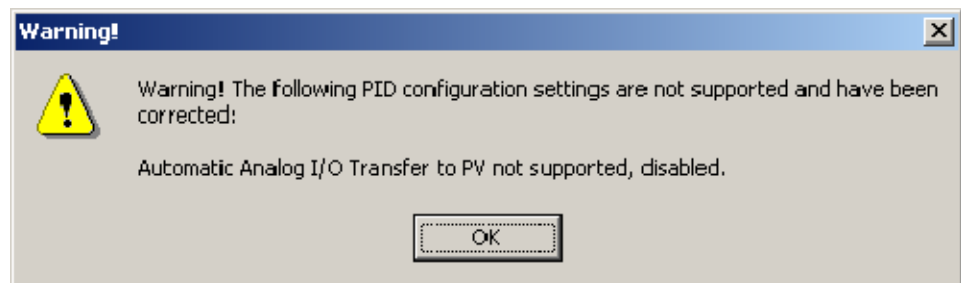 Warning!
Warning! The following PID configuration settings are not supported and have been
corrected:
Automatic Analog I/O Transfer to PV not supported, disabled.
OK